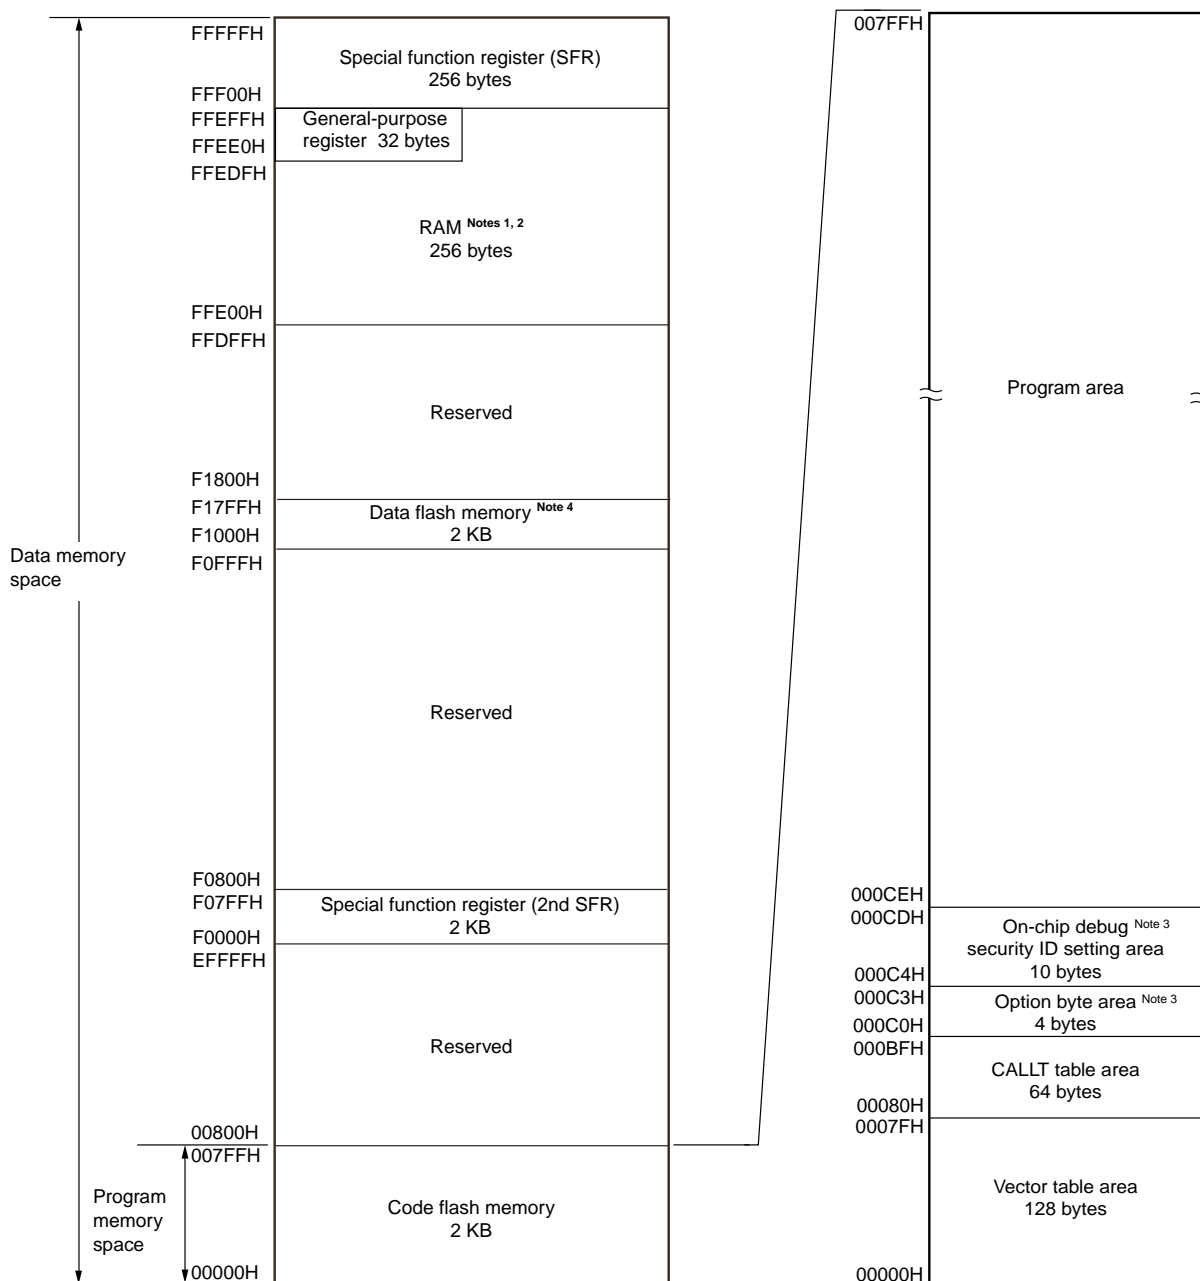 FFFFFH
Special function register (SFR)
256 bytes
FFF00H
FFEFFH
General-purpose
register 32 bytes
FFEE0H
FFEDFH
RAM Notes 1, 2
256 bytes
FFE00H
FFDFFH
Reserved
F1800H
F17FFH
Data flash memory Note 4
2 KB
F1000H
F0FFFH
Data memory
space
Reserved
F0800H
F07FFH
Special function register (2nd SFR)
2 KB
F0000H
EFFFFH
Reserved
00800H
007FFH
Program
memory
space
Code flash memory
2 KB
00000H
007FFH
Program area
000CEH
000CDH
On-chip debug Note 3
security ID setting area
10 bytes
000C4H
000C3H
Option byte area Note 3
4 bytes
000C0H
000BFH
CALLT table area
64 bytes
00080H
0007FH
Vector table area
128 bytes
00000H